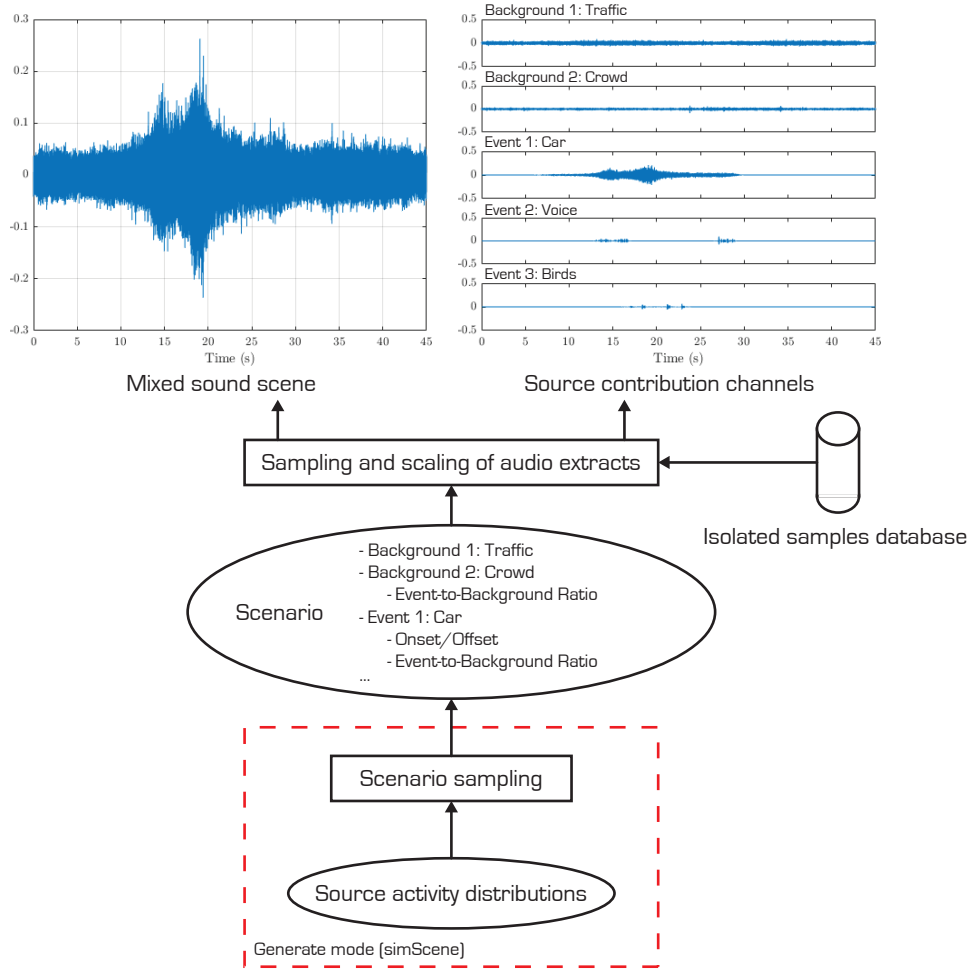 0.3
0.2
0.1
0
-0.1
-0.2
-0.3
0 5 10 15 20 25 30 35 40 45
Time (s)
Background 1: Traffic
0.5
0
-0.5
Background 2: Crowd
0.5
0
-0.5
Event 1: Car
0.5
0
-0.5
Event 2: Voice
0.5
0
-0.5
Event 3: Birds
0.5
0
-0.5
0 5 10 15 20 25 30 35 40 45
Time (s)
Mixed sound scene
Source contribution channels
Sampling and scaling of audio extracts
Isolated samples database
Scenario
- Background 1: Traffic
- Background 2: Crowd
- Event-to-Background Ratio
- Event 1: Car
- Onset/Offset
- Event-to-Background Ratio
...
Scenario sampling
Source activity distributions
Generate mode (simScene)